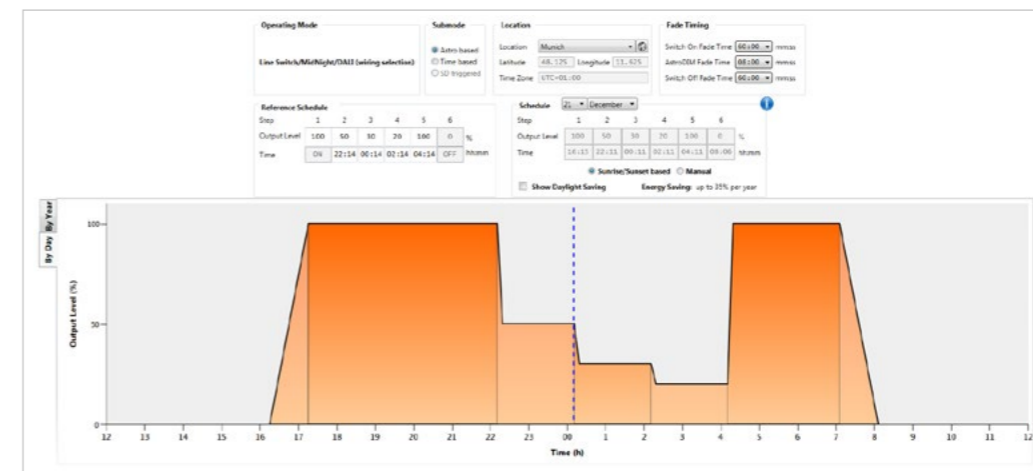 Operating Mode
Line Switch/MidNight/DALI (wiring selection)
Submode
Astro based
Time based
SD triggered
Location
Location Munich
Latitude 48.125 Longitude 11.625
Time Zone UTC+01:00
Fade Timing
Switch On Fade Time 60:00 mm:ss
AstroDIM Fade Time 08:00 mm:ss
Switch Off Fade Time 60:00 mm:ss
Reference Schedule
Step 1 2 3 4 5 6
Output Level 100 50 30 20 100 0 %
Time ON 22:14 00:14 02:14 04:14 OFF hh:mm
Schedule 21 December
Step 1 2 3 4 5 6
Output Level 100 50 30 20 100 0 %
Time 22:11 00:11 02:11 04:11 08:06 hh:mm
Sunrise/Sunset based Manual
Show Daylight Saving Energy Saving: up to 35% per year
By Year
By Day
Output Level (%)
100
50
0
12 13 14 15 16 17 18 19 20 21 22 23 00 1 2 3 4 5 6 7 8 9 10 11 12
Time (h)